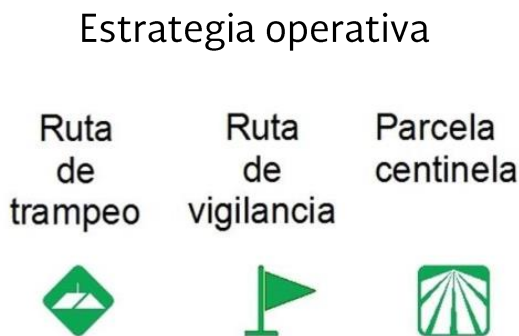 Estrategia operativa
Ruta
de
trampeo
Ruta
de
vigilancia
Parcela
centinela